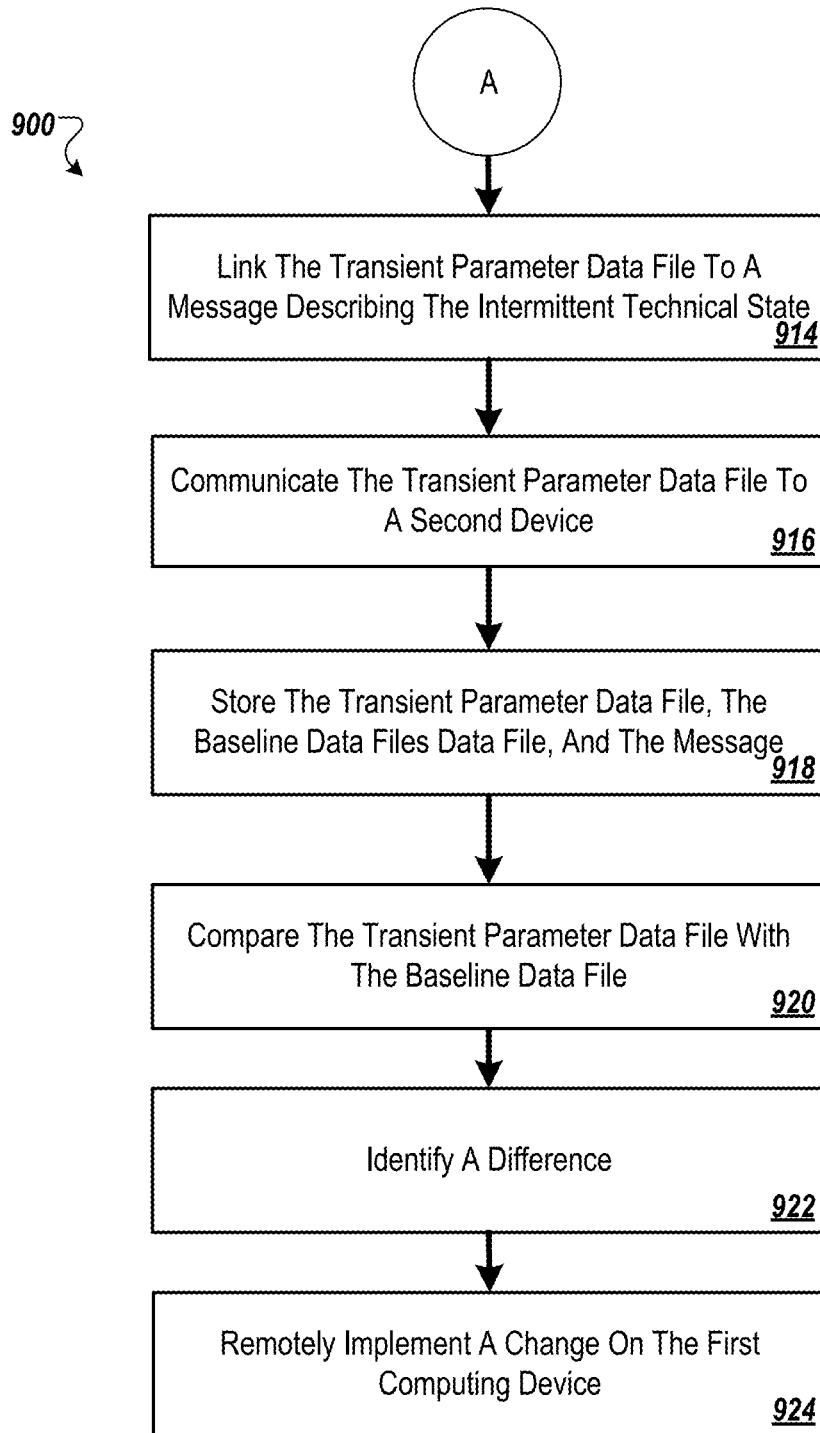 A
900
Link The Transient Parameter Data File To A
Message Describing The Intermittent Technical State
914
Communicate The Transient Parameter Data File To
A Second Device
916
Store The Transient Parameter Data File, The
Baseline Data Files Data File, And The Message
918
Compare The Transient Parameter Data File With
The Baseline Data File
920
Identify A Difference
922
Remotely Implement A Change On The First
Computing Device
924